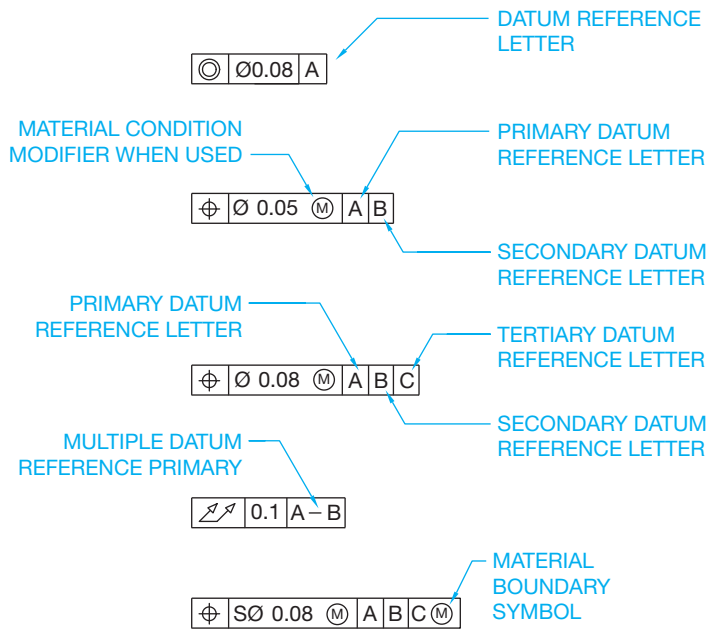 DATUM REFERENCE
LETTER
Ø0.08 A
MATERIAL CONDITION
MODIFIER WHEN USED
PRIMARY DATUM
REFERENCE LETTER
Ø 0.05 Ⓜ A B
SECONDARY DATUM
REFERENCE LETTER
PRIMARY DATUM
REFERENCE LETTER
TERTIARY DATUM
REFERENCE LETTER
Ø 0.08 Ⓜ A B C
SECONDARY DATUM
REFERENCE LETTER
MULTIPLE DATUM
REFERENCE PRIMARY
0.1 A – B
MATERIAL
BOUNDARY
SYMBOL
SØ 0.08 Ⓜ A B C Ⓜ